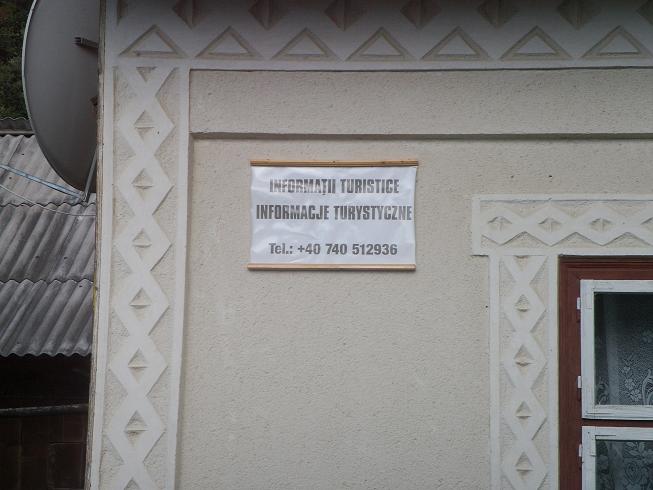 INFORMAȚII TURISTICE
INFORMACJE TURYSTYCZNE
Tel.: +40 740 512936